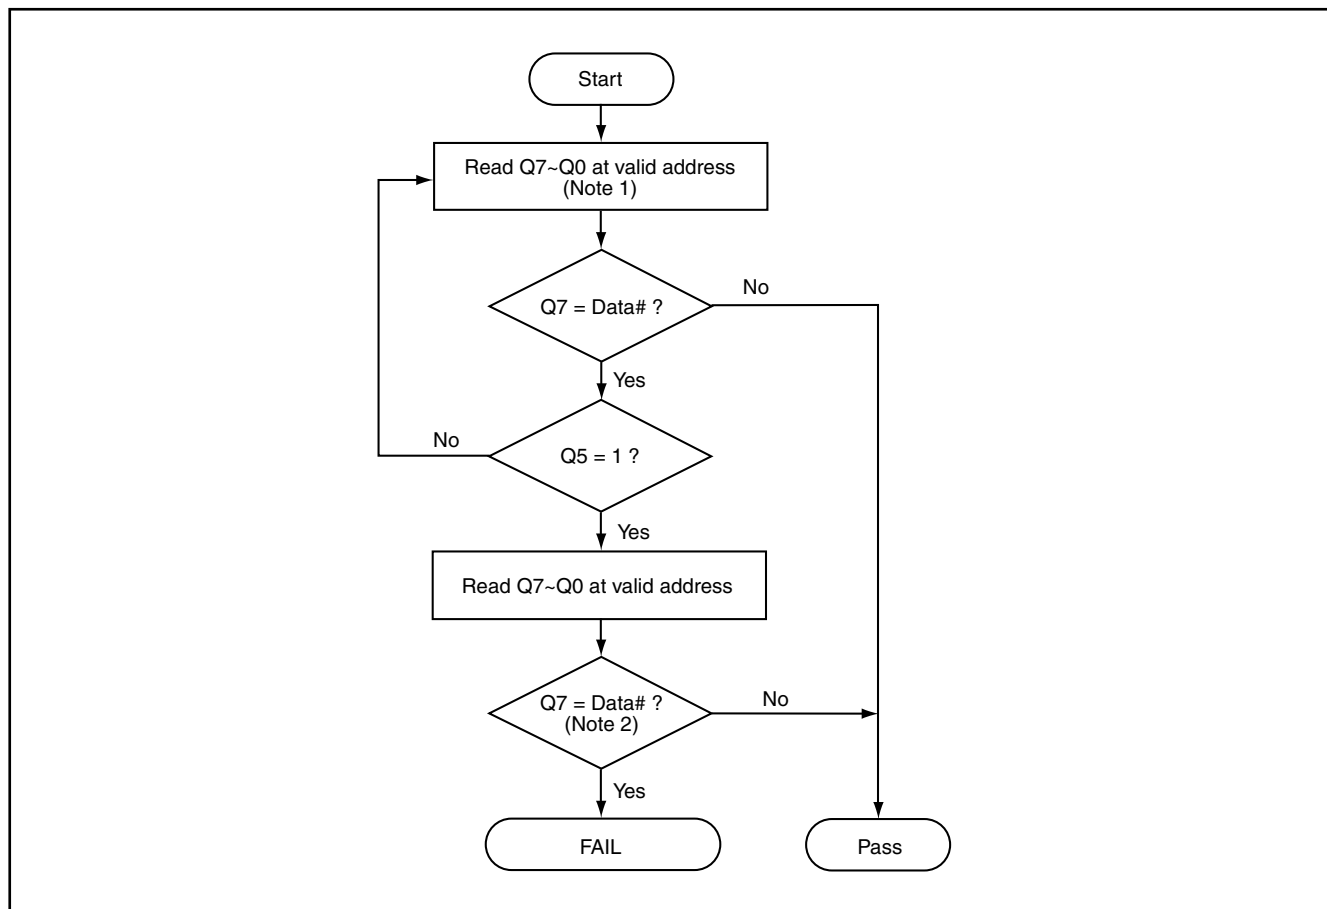 Start
Read Q7~Q0 at valid address
(Note 1)
Q7 = Data# ?
No
Yes
Q5 = 1 ?
No
Yes
Read Q7~Q0 at valid address
Q7 = Data# ?
(Note 2)
No
Yes
FAIL
Pass